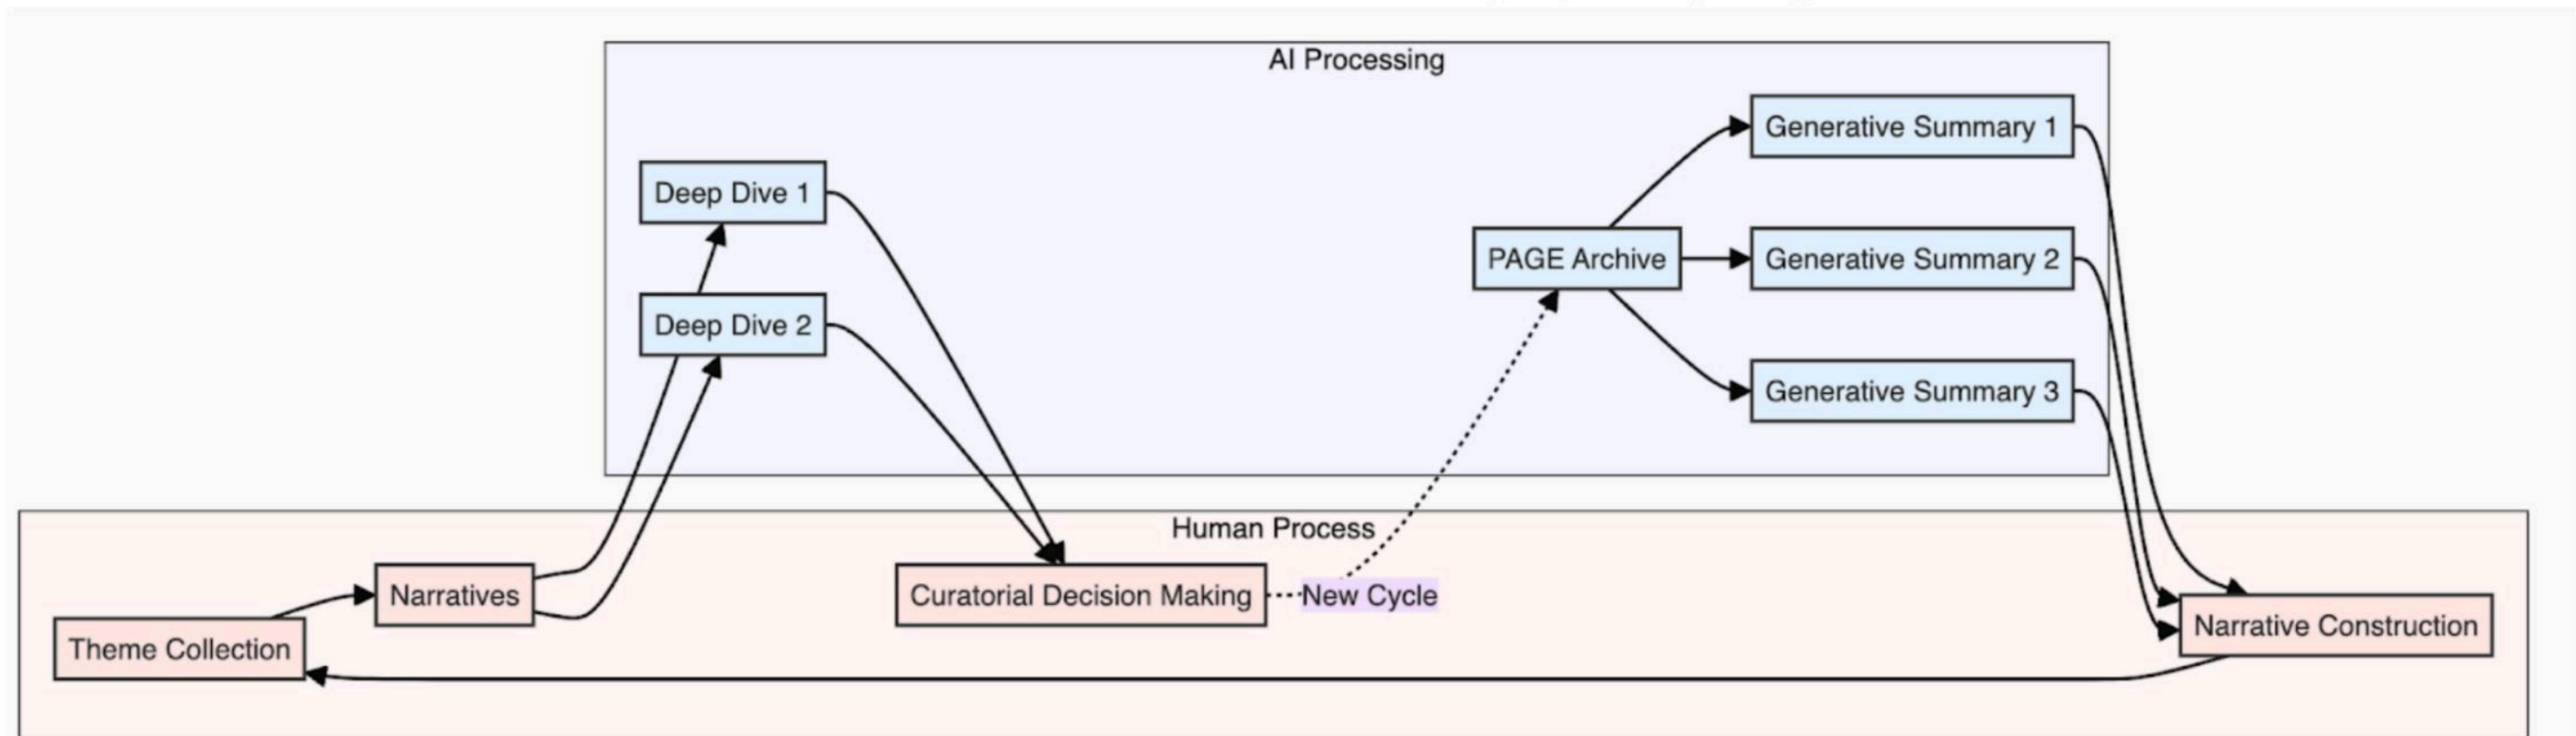 AI Processing
Generative Summary 1
Deep Dive 1
PAGE Archive
Generative Summary 2
Deep Dive 2
Generative Summary 3
Human Process
Narratives
Curatorial Decision Making
New Cycle
Narrative Construction
Theme Collection